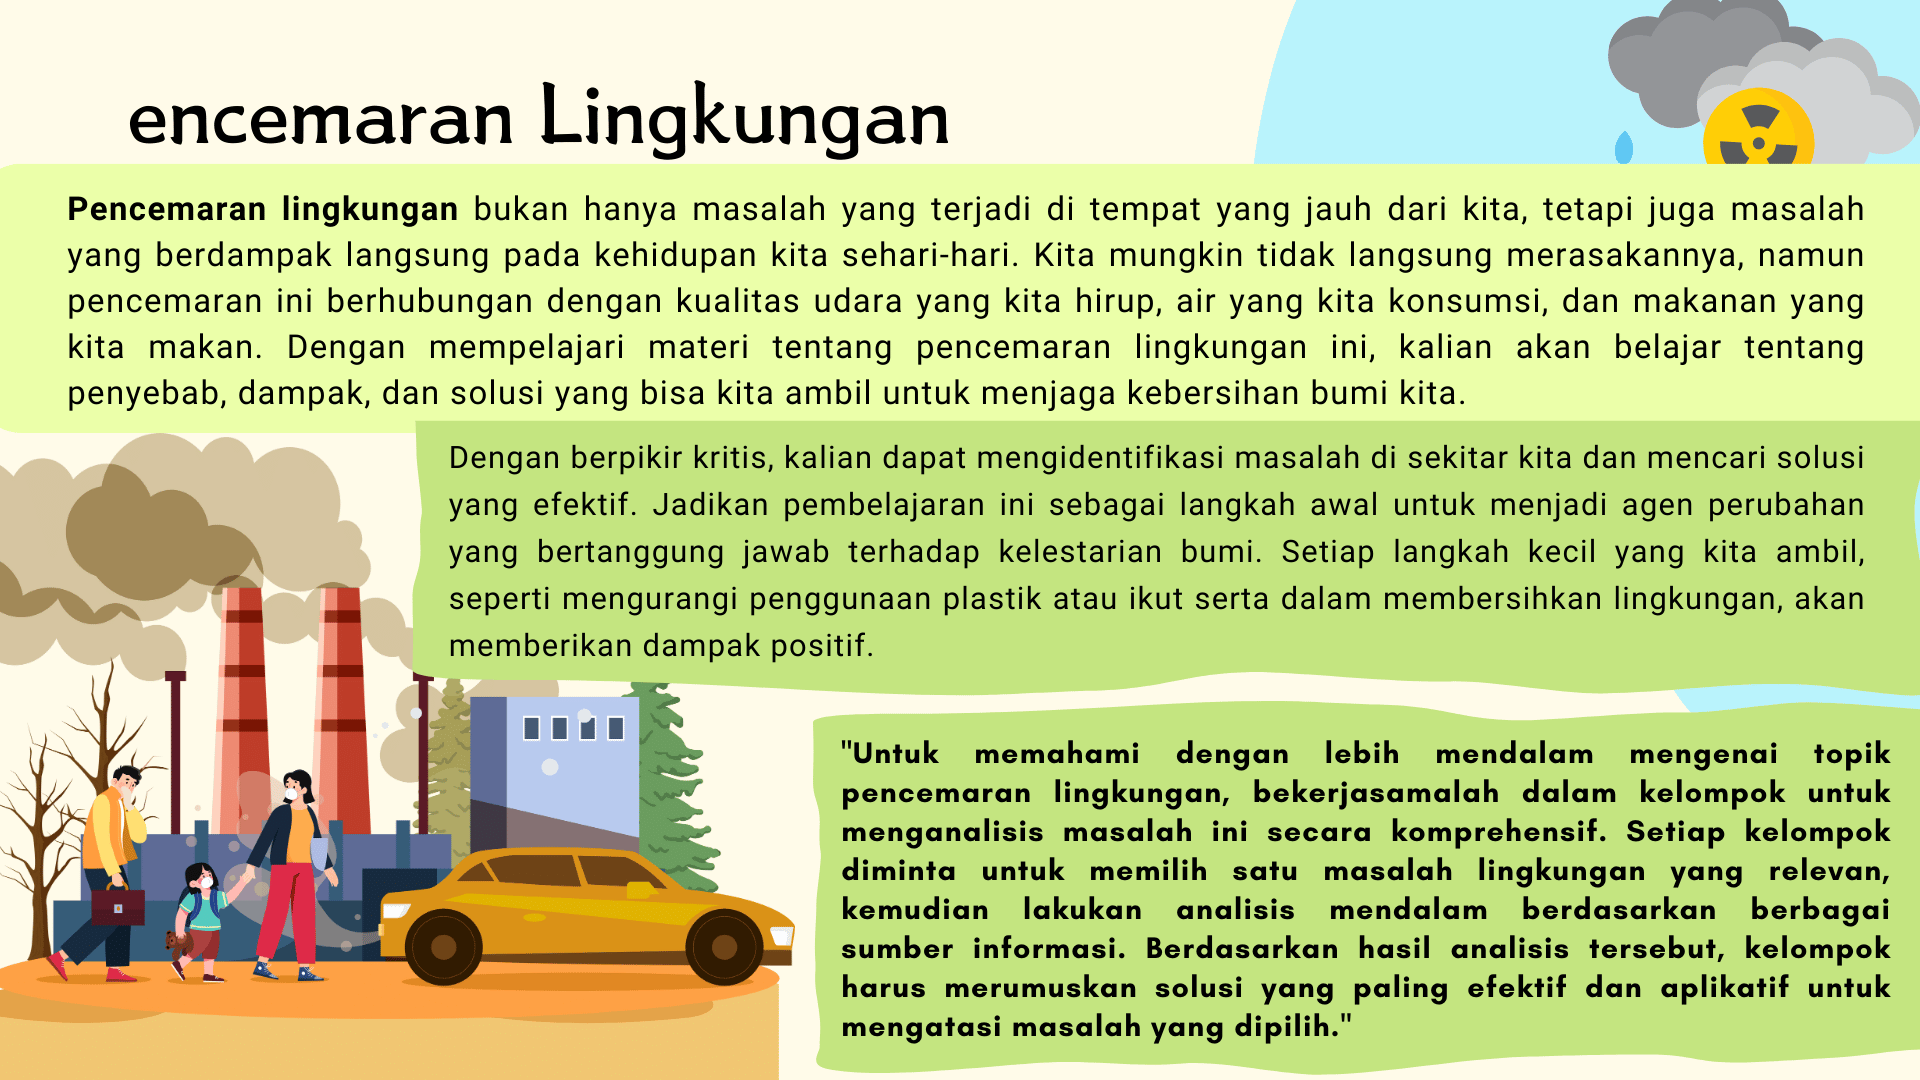 encemaran Lingkungan
Pencemaran lingkungan bukan hanya masalah yang terjadi di tempat yang jauh dari kita, tetapi juga masalah
yang berdampak langsung pada kehidupan kita sehari-hari. Kita mungkin tidak langsung merasakannya, namun
pencemaran ini berhubungan dengan kualitas udara yang kita hirup, air yang kita konsumsi, dan makanan yang
kita makan. Dengan mempelajari materi tentang pencemaran lingkungan ini, kalian akan belajar tentang
penyebab, dampak, dan solusi yang bisa kita ambil untuk menjaga kebersihan bumi kita.
Dengan berpikir kritis, kalian dapat mengidentifikasi masalah di sekitar kita dan mencari solusi
yang efektif. Jadikan pembelajaran ini sebagai langkah awal untuk menjadi agen perubahan
yang bertanggung jawab terhadap kelestarian bumi. Setiap langkah kecil yang kita ambil,
seperti mengurangi penggunaan plastik atau ikut serta dalam membersihkan lingkungan, akan
memberikan dampak positif.
"Untuk memahami dengan lebih mendalam mengenai topik
pencemaran lingkungan, bekerjasamalah dalam kelompok untuk
menganalisis masalah ini secara komprehensif. Setiap kelompok
diminta untuk memilih satu masalah lingkungan yang relevan,
kemudian lakukan analisis mendalam berdasarkan berbagai
sumber informasi. Berdasarkan hasil analisis tersebut, kelompok
harus merumuskan solusi yang paling efektif dan aplikatif untuk
mengatasi masalah yang dipilih."